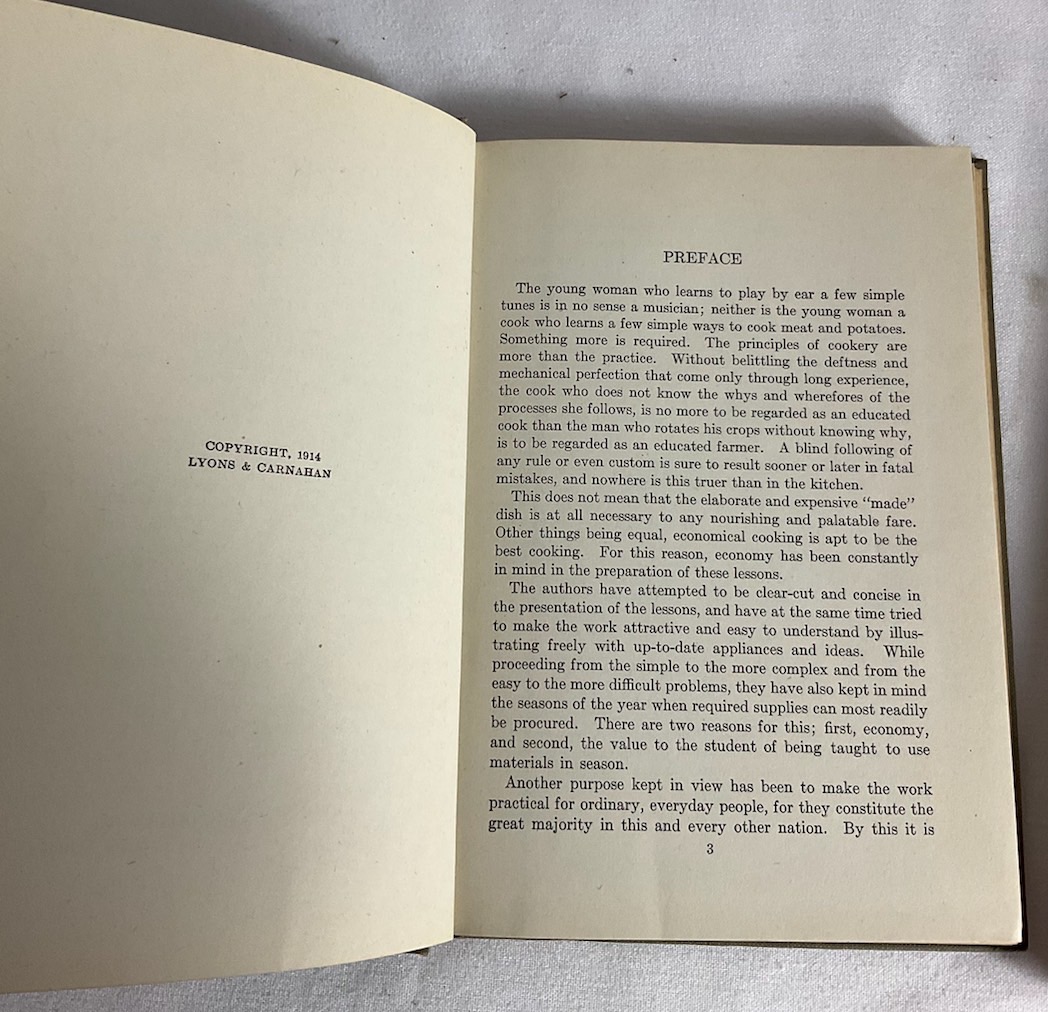 COPYRIGHT, 1914
LYONS & CARNAHAN
PREFACE
The young woman who learns to play by ear a few simple
tunes is in no sense a musician; neither is the young woman a
cook who learns a few simple ways to cook meat and potatoes.
Something more is required. The principles of cookery are
more than the practice. Without belittling the deftness and
mechanical perfection that come only through long experience,
the cook who does not know the whys and wherefores of the
processes she follows, is no more to be regarded as an educated
cook than the man who rotates his crops without knowing why,
is to be regarded as an educated farmer. A blind following of
any rule or even custom is sure to result sooner or later in fatal
mistakes, and nowhere is this truer than in the kitchen.
This does not mean that the elaborate and expensive “made”
dish is at all necessary to any nourishing and palatable fare.
Other things being equal, economical cooking is apt to be the
best cooking. For this reason, economy has been constantly
in mind in the preparation of these lessons.
The authors have attempted to be clear-cut and concise in
the presentation of the lessons, and have at the same time tried
to make the work attractive and easy to understand by illus-
trating freely with up-to-date appliances and ideas. While
proceeding from the simple to the more complex and from the
easy to the more difficult problems, they have also kept in mind
the seasons of the year when required supplies can most readily
be procured. There are two reasons for this; first, economy,
and second, the value to the student of being taught to use
materials in season.
Another purpose kept in view has been to make the work
practical for ordinary, everyday people, for they constitute the
great majority in this and every other nation. By this it is
3